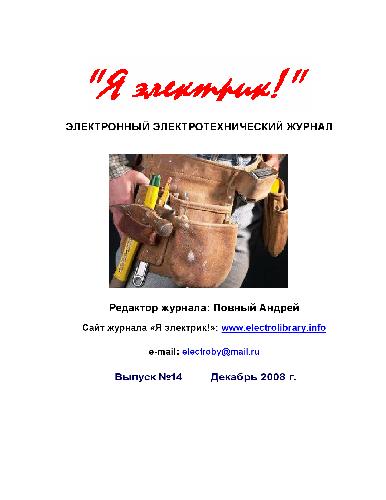 "Я электрик!"
ЭЛЕКТРОННЫЙ ЭЛЕКТРОТЕХНИЧЕСКИЙ ЖУРНАЛ
Редактор журнала: Повный Андрей
Сайт журнала «Я электрик!»: www.electrolibrary.info
e-mail: electroby@mail.ru
Выпуск №14 Декабрь 2008 г.